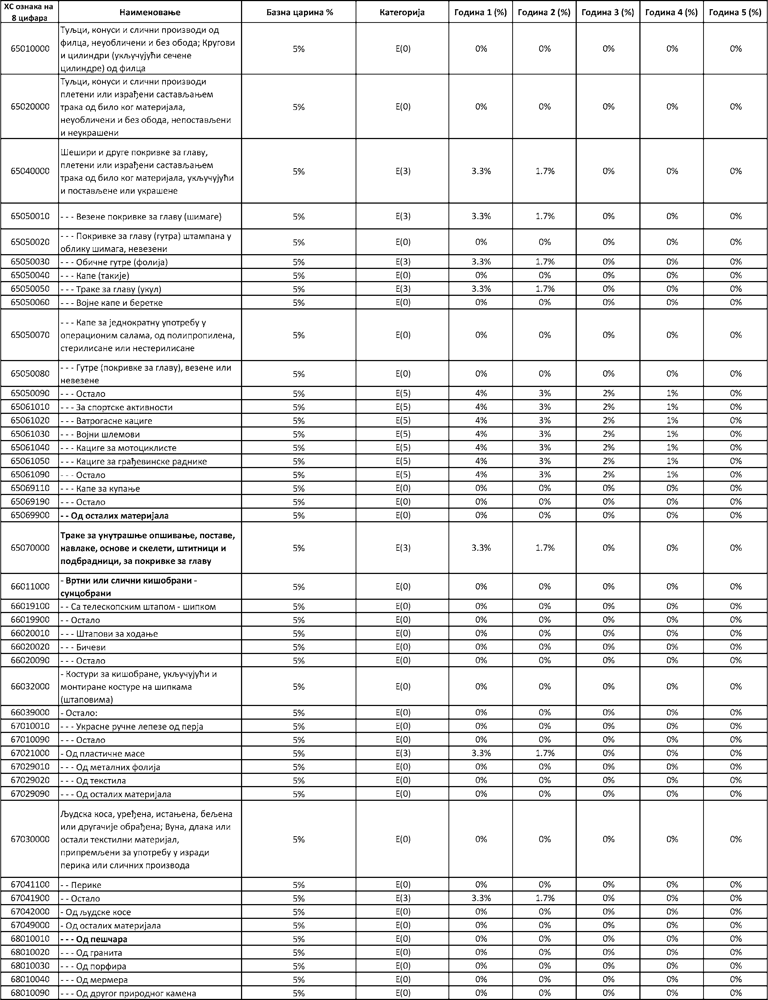 ХС ознака на 8 цифара | Наименовање | Базна царина % | Категорија | Година 1 (%) | Година 2 (%) | Година 3 (%) | Година 4 (%) | Година 5 (%)
65010000 | Туљци, конуси и слични производи од филца, неуобличени и без обода; Кругови и цилиндри (укључујући сечене цилиндре) од филца | 5% | E(0) | 0% | 0% | 0% | 0% | 0%
65020000 | Туљци, конуси и слични производи плетени или израђени састављањем трака од било ког материјала, неуобличени и без обода, непостављени и неукрашени | 5% | E(0) | 0% | 0% | 0% | 0% | 0%
65040000 | Шешири и друге покривке за главу, плетени или израђени састављањем трака од било ког материјала, укључујући и постављене или украшене | 5% | E(3) | 3.3% | 1.7% | 0% | 0% | 0%
65050010 | - - - Везене покривке за главу (шимаге) | 5% | E(3) | 3.3% | 1.7% | 0% | 0% | 0%
65050020 | - - - Покривке за главу (гутра) штампана у облику шимага, невезени | 5% | E(0) | 0% | 0% | 0% | 0% | 0%
65050030 | - - - Обичне гутре (фолија) | 5% | E(3) | 3.3% | 1.7% | 0% | 0% | 0%
65050040 | - - - Капе (такије) | 5% | E(0) | 0% | 0% | 0% | 0% | 0%
65050050 | - - - Траке за главу (укул) | 5% | E(3) | 3.3% | 1.7% | 0% | 0% | 0%
65050060 | - - - Војне капе и беретке | 5% | E(0) | 0% | 0% | 0% | 0% | 0%
65050070 | - - - Капе за једнократну употребу у операционим салама, од полипропилена, стерилисане или нестерилисане | 5% | E(0) | 0% | 0% | 0% | 0% | 0%
65050080 | - - - Гутре (покривке за главу), везене или невезене | 5% | E(0) | 0% | 0% | 0% | 0% | 0%
65050090 | - - - Остало | 5% | E(5) | 4% | 3% | 2% | 1% | 0%
65061010 | - - - За спортске активности | 5% | E(5) | 4% | 3% | 2% | 1% | 0%
65061020 | - - - Ватрогасне кациге | 5% | E(5) | 4% | 3% | 2% | 1% | 0%
65061030 | - - - Војни шлемови | 5% | E(5) | 4% | 3% | 2% | 1% | 0%
65061040 | - - - Кациге за мотоциклисте | 5% | E(5) | 4% | 3% | 2% | 1% | 0%
65061050 | - - - Кациге за грађевинске раднике | 5% | E(5) | 4% | 3% | 2% | 1% | 0%
65061090 | - - - Остало | 5% | E(5) | 4% | 3% | 2% | 1% | 0%
65069110 | - - - Капе за купање | 5% | E(0) | 0% | 0% | 0% | 0% | 0%
65069190 | - - - Остало | 5% | E(0) | 0% | 0% | 0% | 0% | 0%
65069900 | - - Од осталих материјала | 5% | E(0) | 0% | 0% | 0% | 0% | 0%
65070000 | Траке за унутрашње опшивање, поставе, навлаке, основе и скелети, штитници и подбрадници, за покривке за главу | 5% | E(3) | 3.3% | 1.7% | 0% | 0% | 0%
66011000 | - Вртни или слични кишобрани - сунцобрани | 5% | E(0) | 0% | 0% | 0% | 0% | 0%
66019100 | - - Са телескопским штапом - шипком | 5% | E(0) | 0% | 0% | 0% | 0% | 0%
66019900 | - - Остало | 5% | E(0) | 0% | 0% | 0% | 0% | 0%
66020010 | - - - Штапови за ходање | 5% | E(0) | 0% | 0% | 0% | 0% | 0%
66020020 | - - - Бичеви | 5% | E(0) | 0% | 0% | 0% | 0% | 0%
66020090 | - - - Остало | 5% | E(0) | 0% | 0% | 0% | 0% | 0%
66032000 | - Костури за кишобране, укључујући и монтиране костуре на шипкама (штаповима) | 5% | E(0) | 0% | 0% | 0% | 0% | 0%
66039000 | - Остало: | 5% | E(0) | 0% | 0% | 0% | 0% | 0%
67010010 | - - - Украсне ручне лепезе од перја | 5% | E(0) | 0% | 0% | 0% | 0% | 0%
67010090 | - - - Остало | 5% | E(0) | 0% | 0% | 0% | 0% | 0%
67021000 | - Од пластичне масе | 5% | E(3) | 3.3% | 1.7% | 0% | 0% | 0%
67029010 | - - - Од металних фолија | 5% | E(0) | 0% | 0% | 0% | 0% | 0%
67029020 | - - - Од текстила | 5% | E(0) | 0% | 0% | 0% | 0% | 0%
67029090 | - - - Од осталих материјала | 5% | E(0) | 0% | 0% | 0% | 0% | 0%
67030000 | Људска коса, уређена, истањена, бељена или другачије обрађена; Вуна, длака или остали текстилни материјал, припремљени за употребу у изради перика или сличних производа | 5% | E(0) | 0% | 0% | 0% | 0% | 0%
67041100 | - - Перике | 5% | E(0) | 0% | 0% | 0% | 0% | 0%
67041900 | - - Остало | 5% | E(3) | 3.3% | 1.7% | 0% | 0% | 0%
67042000 | - Од људске косе | 5% | E(0) | 0% | 0% | 0% | 0% | 0%
67049000 | - Од осталих материјала | 5% | E(0) | 0% | 0% | 0% | 0% | 0%
68010010 | - - - Од пешчара | 5% | E(0) | 0% | 0% | 0% | 0% | 0%
68010020 | - - - Од гранита | 5% | E(0) | 0% | 0% | 0% | 0% | 0%
68010030 | - - - Од порфира | 5% | E(0) | 0% | 0% | 0% | 0% | 0%
68010040 | - - - Од мермера | 5% | E(0) | 0% | 0% | 0% | 0% | 0%
68010090 | - - - Од другог природног камена | 5% | E(0) | 0% | 0% | 0% | 0% | 0%